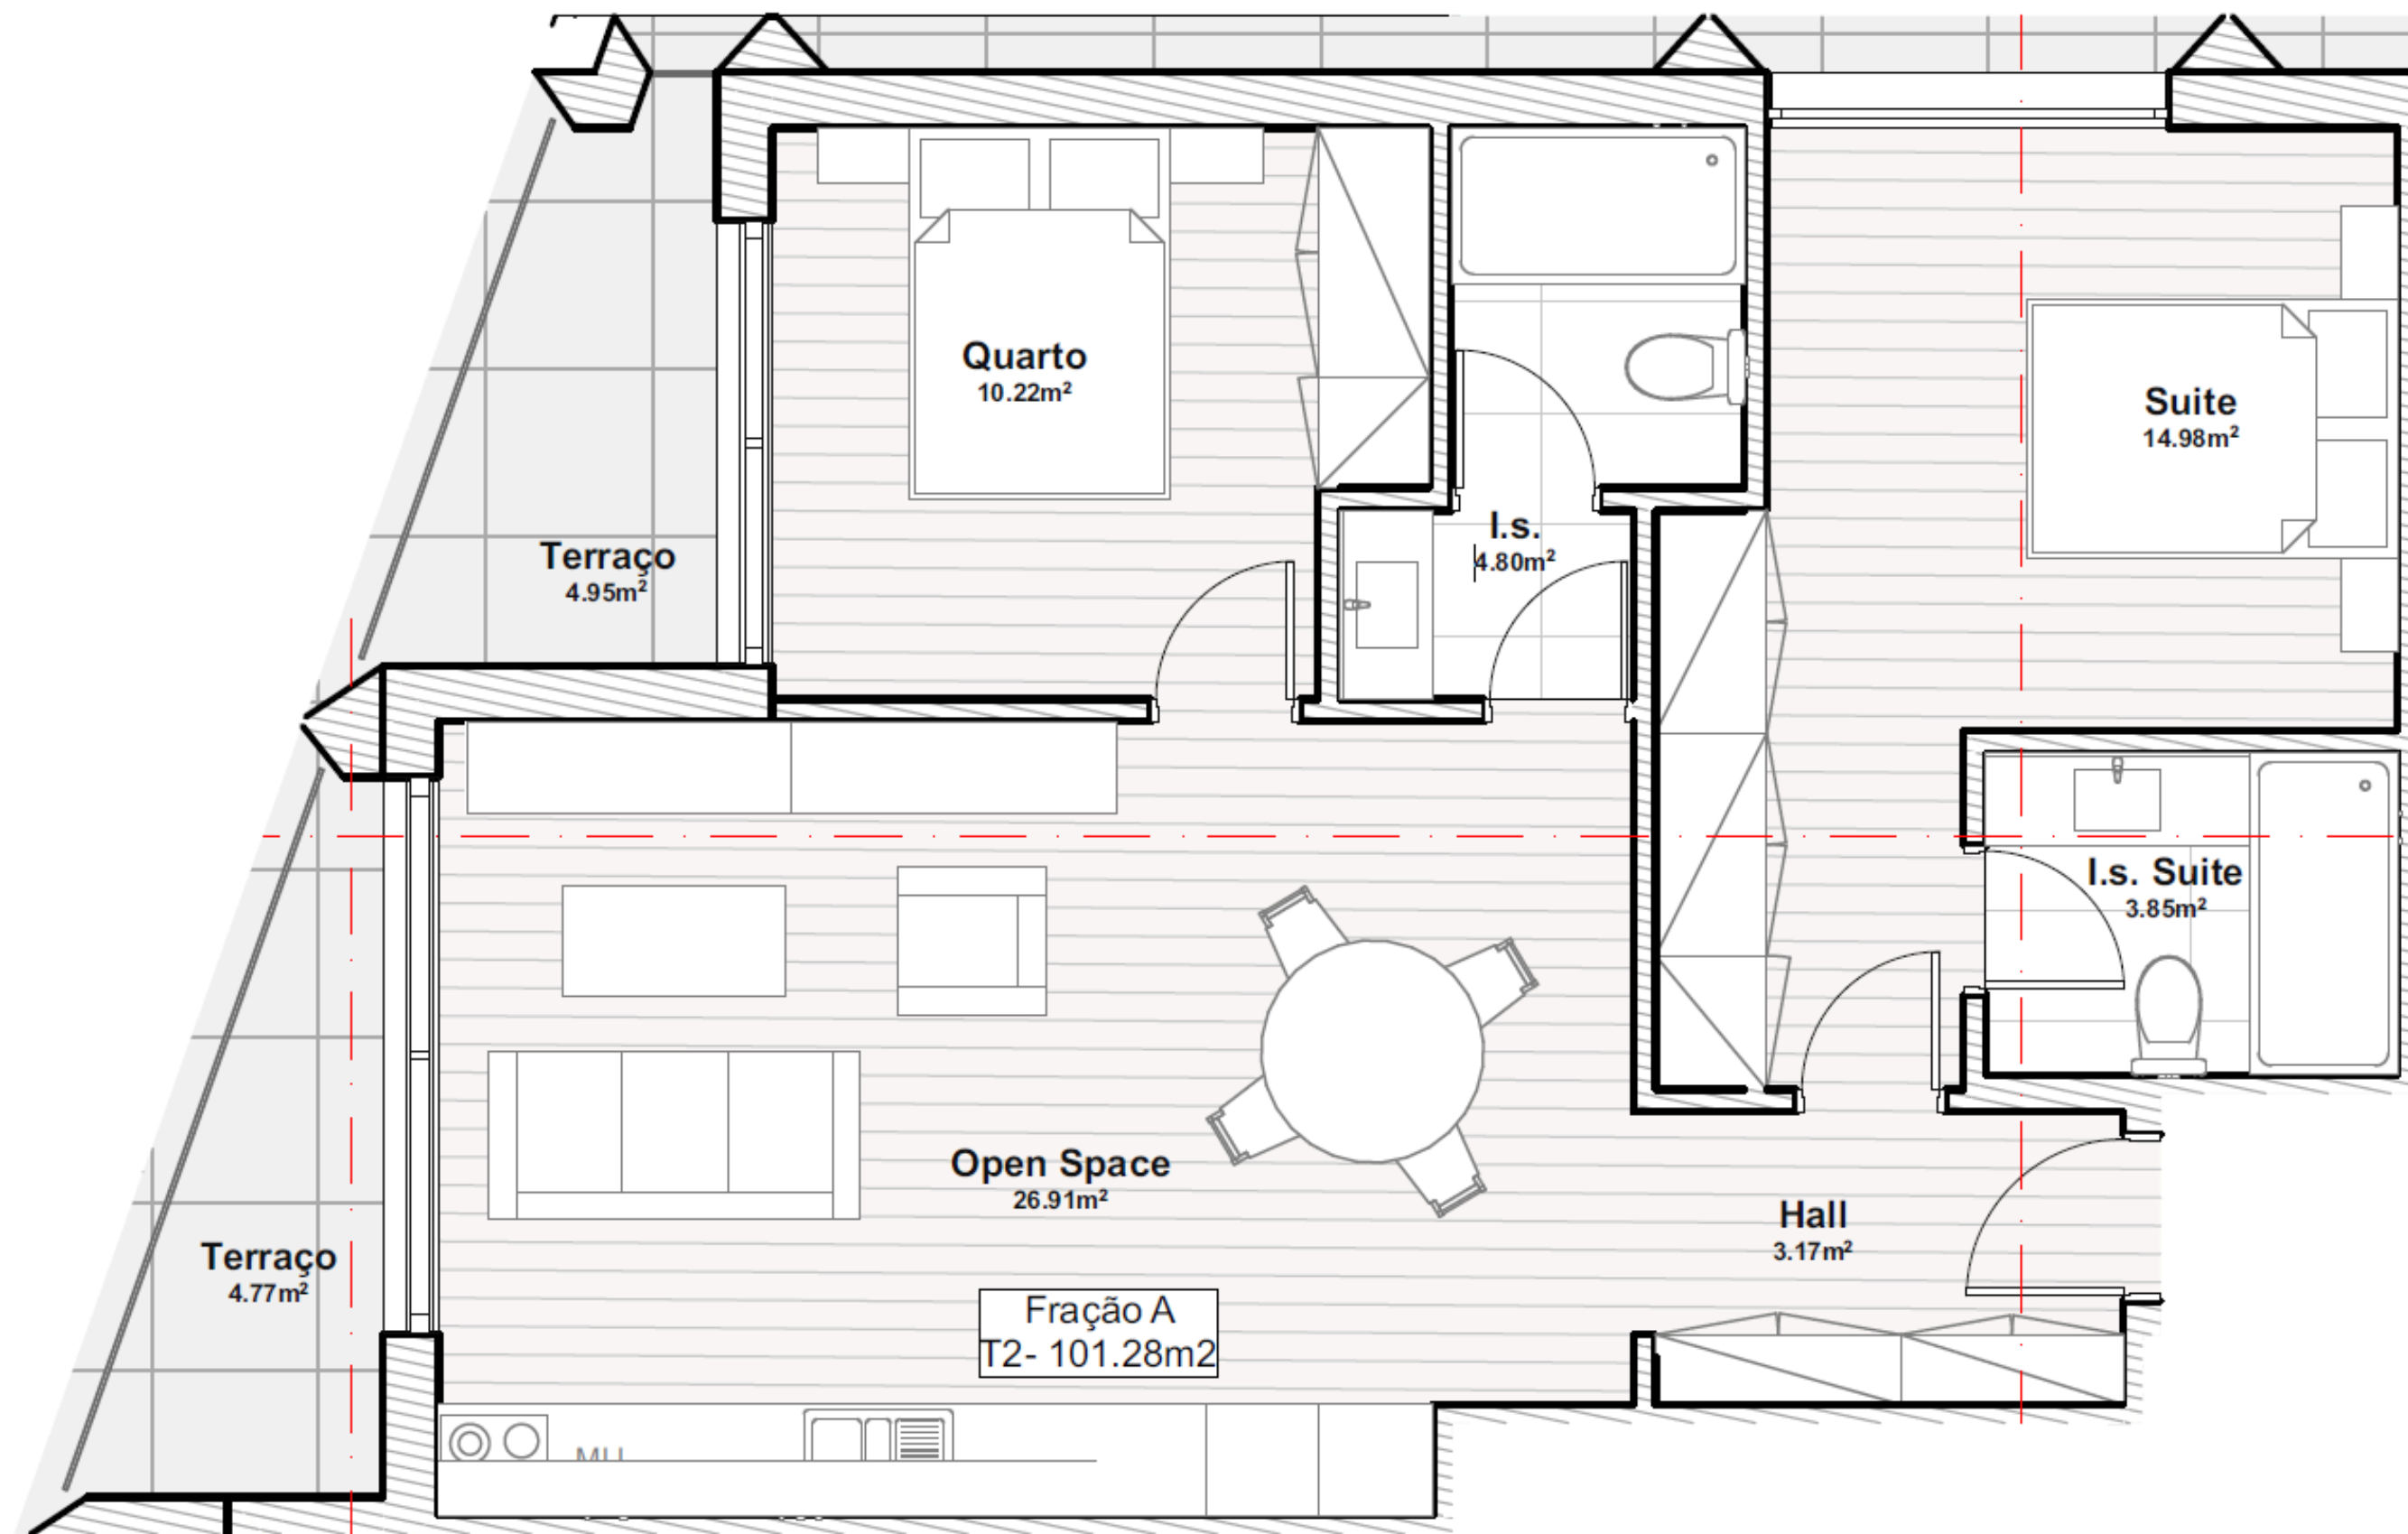 Quarto
10.22m²
Suite
14.98m²
I.s.
4.80m²
Terraço
4.95m²
I.s. Suite
3.85m²
Open Space
26.91m²
Hall
3.17m²
Terraço
4.77m²
Fração A
T2- 101.28m2